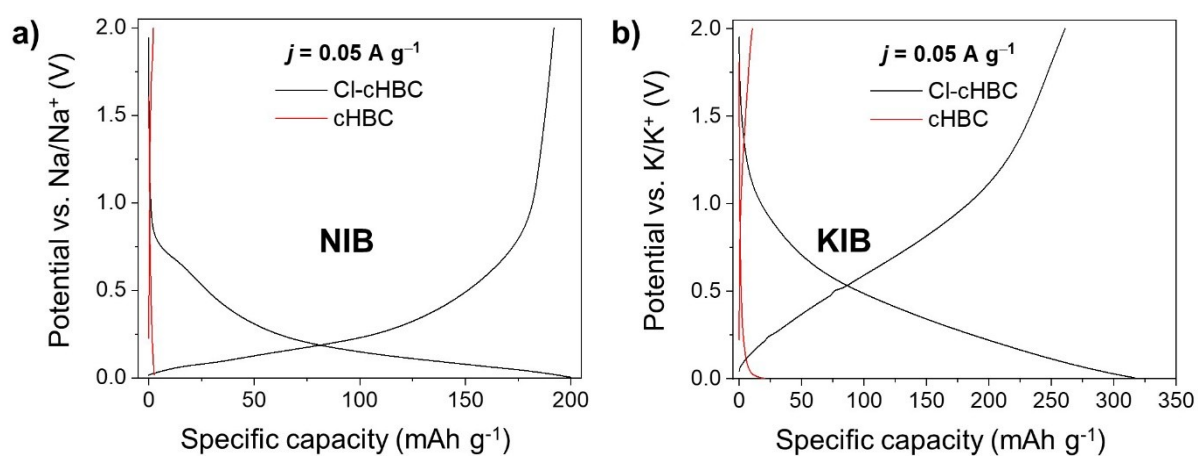 a)
Potential vs. Na/Na⁺ (V)
2.0
1.5
1.0
0.5
0.0
j = 0.05 A g⁻¹
Cl-cHBC
cHBC
NIB
0 50 100 150 200
Specific capacity (mAh g⁻¹)
b)
Potential vs. K/K⁺ (V)
2.0
1.5
1.0
0.5
0.0
j = 0.05 A g⁻¹
Cl-cHBC
cHBC
KIB
0 50 100 150 200 250 300 350
Specific capacity (mAh g⁻¹)